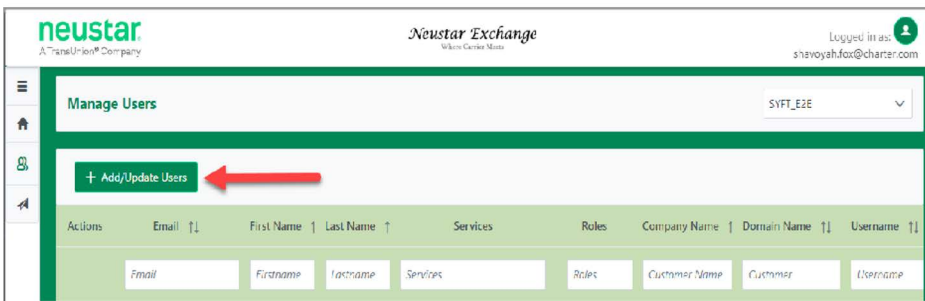 neustar
A TransUnion® Company
Neustar Exchange
Where Carrier Meets
Logged in as:
shavoyah.fox@charter.com
Manage Users
SYFT_E2E
+ Add/Update Users
Actions Email First Name Last Name Services Roles Company Name Domain Name Username
Email Firstname Lastname Services Roles Customer Name Customer Username